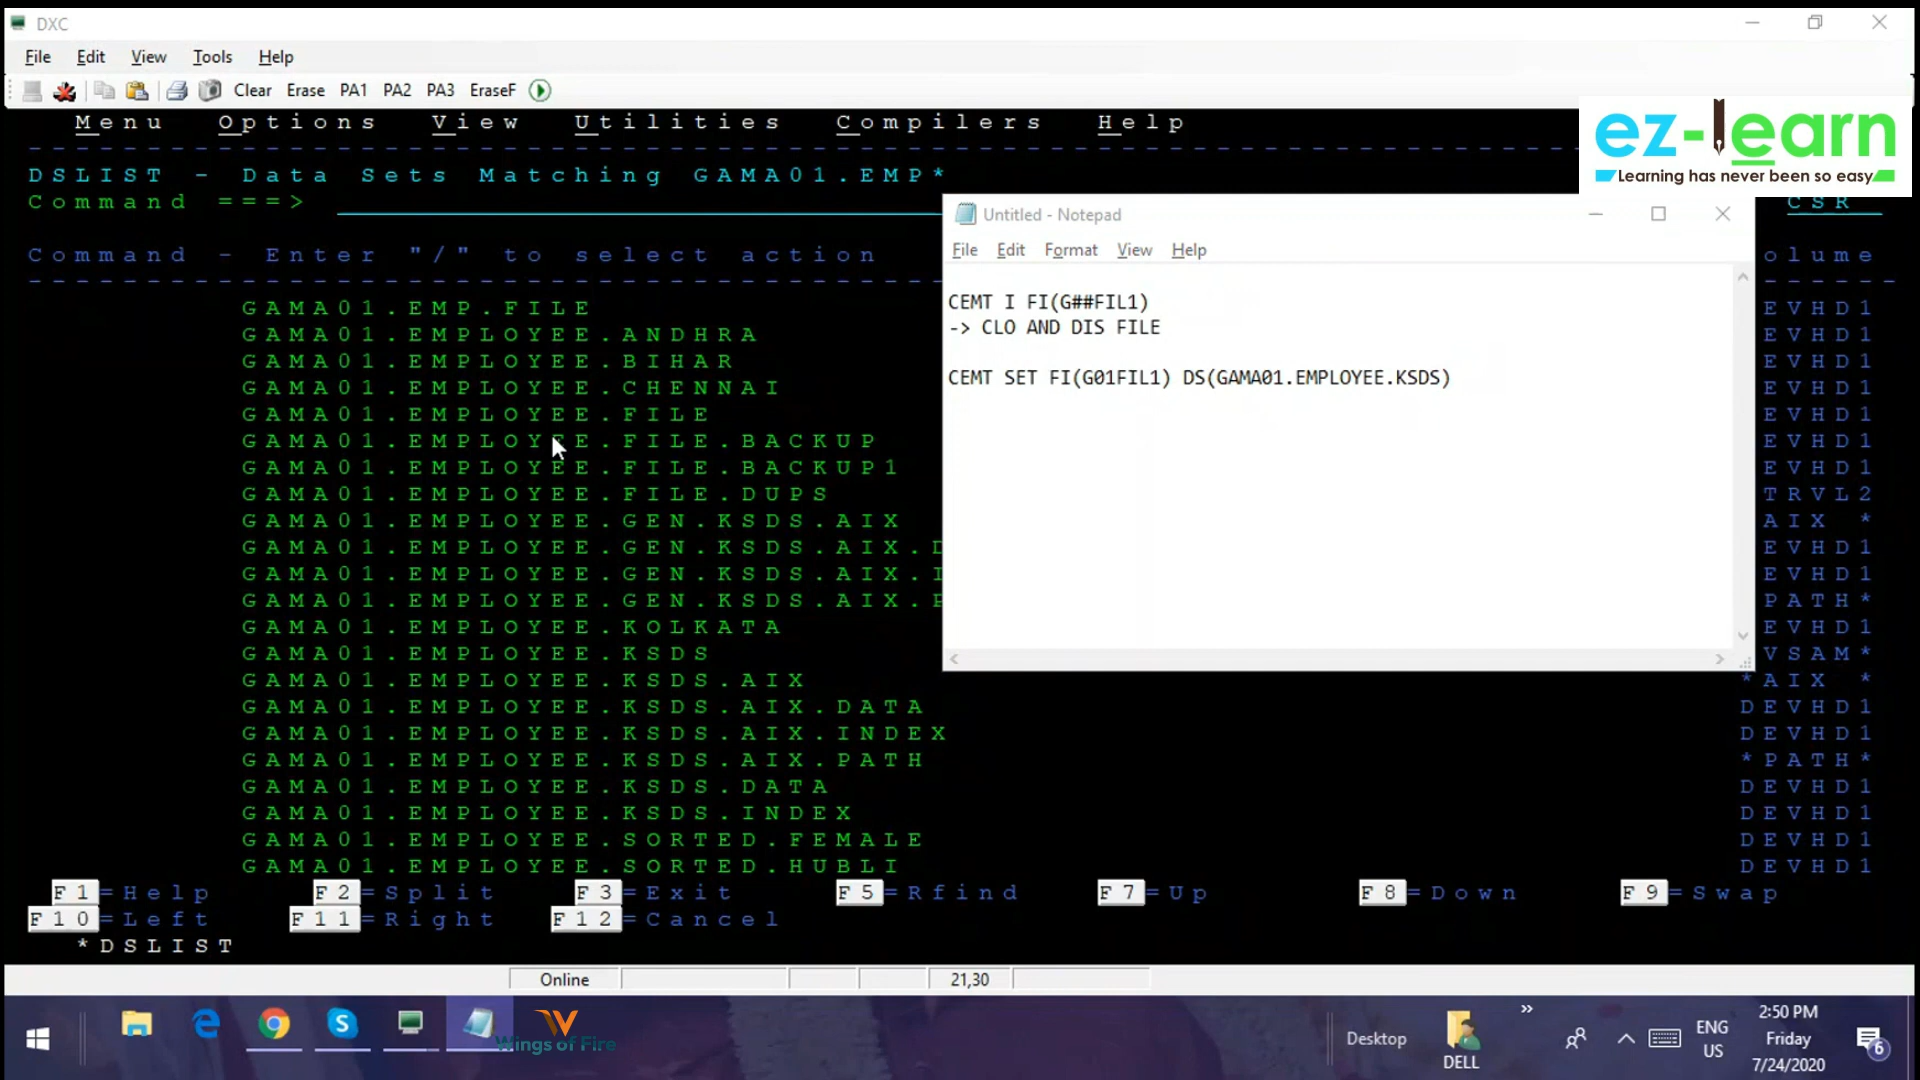 DXC
File Edit View Tools Help
Clear Erase PA1 PA2 PA3 EraseF
Menu Options View Utilities Compilers Help
ez-learn
Learning has never been so easy
DSLIST - Data Sets Matching GAMA01.EMP*
Command ===>
CSR
Command - Enter "/" to select action
olume
GAMA01.EMP.FILE EVHD1
GAMA01.EMPLOYEE.ANDHRA EVHD1
GAMA01.EMPLOYEE.BIHAR EVHD1
GAMA01.EMPLOYEE.CHENNAI EVHD1
GAMA01.EMPLOYEE.FILE EVHD1
GAMA01.EMPLOYEE.FILE.BACKUP EVHD1
GAMA01.EMPLOYEE.FILE.BACKUP1 EVHD1
GAMA01.EMPLOYEE.FILE.DUPS TRVL2
GAMA01.EMPLOYEE.GEN.KSDS.AIX AIX *
GAMA01.EMPLOYEE.GEN.KSDS.AIX. EVHD1
GAMA01.EMPLOYEE.GEN.KSDS.AIX. EVHD1
GAMA01.EMPLOYEE.GEN.KSDS.AIX. PATH*
GAMA01.EMPLOYEE.KOLKATA EVHD1
GAMA01.EMPLOYEE.KSDS VSAM*
GAMA01.EMPLOYEE.KSDS.AIX *AIX *
GAMA01.EMPLOYEE.KSDS.AIX.DATA DEVHD1
GAMA01.EMPLOYEE.KSDS.AIX.INDEX DEVHD1
GAMA01.EMPLOYEE.KSDS.AIX.PATH *PATH*
GAMA01.EMPLOYEE.KSDS.DATA DEVHD1
GAMA01.EMPLOYEE.KSDS.INDEX DEVHD1
GAMA01.EMPLOYEE.SORTED.FEMALE DEVHD1
GAMA01.EMPLOYEE.SORTED.HUBLI DEVHD1
Untitled - Notepad
File Edit Format View Help
CEMT I FI(G##FIL1)
-> CLO AND DIS FILE
CEMT SET FI(G01FIL1) DS(GAMA01.EMPLOYEE.KSDS)
F1=Help F2=Split F3=Exit F5=Rfind F7=Up F8=Down F9=Swap
F10=Left F11=Right F12=Cancel
*DSLIST
Online 21,30
Wings of Fire
Desktop
DELL
ENG
US
2:50 PM
Friday
7/24/2020
6